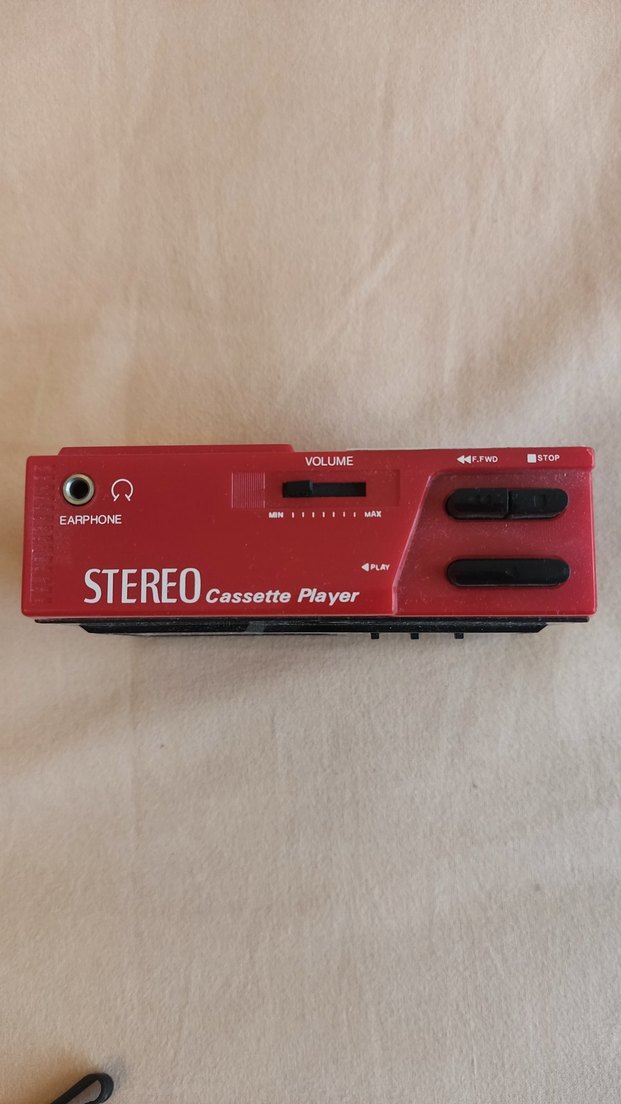 VOLUME
◀◀F.FWD ■STOP
EARPHONE
MIN MAX
◀PLAY
STEREO Cassette Player